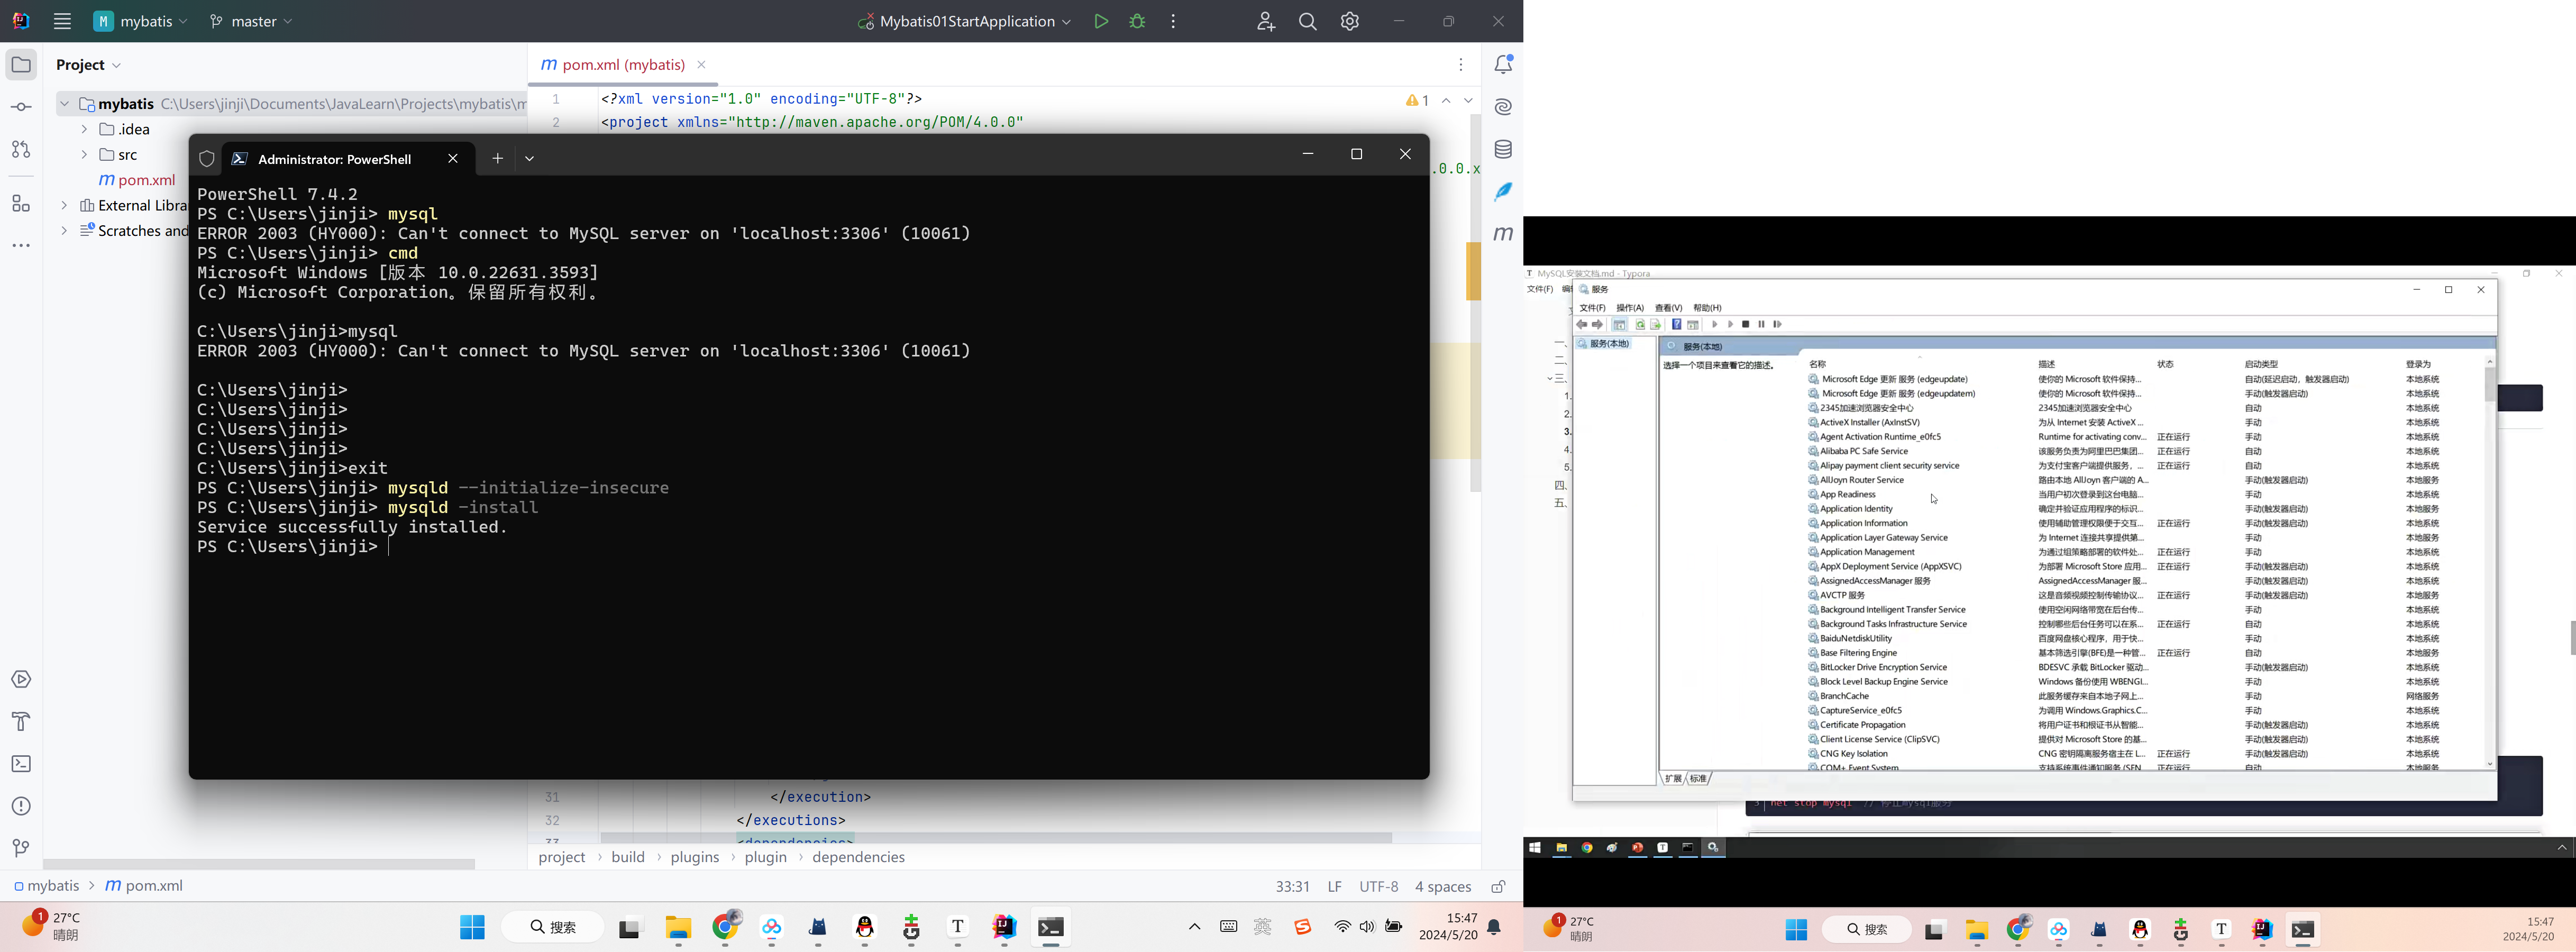 mybatis
master
Mybatis01StartApplication
Project
pom.xml (mybatis)
mybatis C:\Users\jinji\Documents\JavaLearn\Projects\mybatis\m
.idea
src
pom.xml
External Libra
Scratches and
1 <?xml version="1.0" encoding="UTF-8"?>
1
2 <project xmlns="http://maven.apache.org/POM/4.0.0"
.0.0.x
Administrator: PowerShell
PowerShell 7.4.2
PS C:\Users\jinji> mysql
ERROR 2003 (HY000): Can't connect to MySQL server on 'localhost:3306' (10061)
PS C:\Users\jinji> cmd
Microsoft Windows [版本 10.0.22631.3593]
(c) Microsoft Corporation。保留所有权利。
C:\Users\jinji>mysql
ERROR 2003 (HY000): Can't connect to MySQL server on 'localhost:3306' (10061)
C:\Users\jinji>
C:\Users\jinji>
C:\Users\jinji>
C:\Users\jinji>
C:\Users\jinji>exit
PS C:\Users\jinji> mysqld --initialize-insecure
PS C:\Users\jinji> mysqld -install
Service successfully installed.
PS C:\Users\jinji>
31 </execution>
32 </executions>
33 <dependencies>
project > build > plugins > plugin > dependencies
mybatis > pom.xml
33:31 LF UTF-8 4 spaces
1
27°C
晴朗
搜索
英
15:47
2024/5/20
MySQL安装文档.md - Typora
文件(F)
服务
文件(F) 操作(A) 查看(V) 帮助(H)
服务(本地)
服务(本地)
选择一个项目来查看它的描述。
名称 描述 状态 启动类型 登录为
Microsoft Edge 更新 服务 (edgeupdate) 使你的 Microsoft 软件保持... 自动(延迟启动，触发器启动) 本地系统
Microsoft Edge 更新 服务 (edgeupdatem) 使你的 Microsoft 软件保持... 手动(触发器启动) 本地系统
2345加速浏览器安全中心 2345加速浏览器安全中心 自动 本地系统
ActiveX Installer (AxInstSV) 为从 Internet 安装 ActiveX ... 手动 本地系统
Agent Activation Runtime_e0fc5 Runtime for activating conv... 正在运行 手动 本地系统
Alibaba PC Safe Service 该服务负责为阿里巴巴集团... 正在运行 自动 本地系统
Alipay payment client security service 为支付宝客户端提供服务，... 正在运行 自动 本地系统
AllJoyn Router Service 路由本地 AllJoyn 客户端的 A... 手动(触发器启动) 本地服务
App Readiness 当用户初次登录到这台电脑... 手动 本地系统
Application Identity 确定并验证应用程序的标识... 手动(触发器启动) 本地服务
Application Information 使用辅助管理权限便于交互... 正在运行 手动(触发器启动) 本地系统
Application Layer Gateway Service 为 Internet 连接共享提供第... 手动 本地服务
Application Management 为通过组策略部署的软件处... 正在运行 手动 本地系统
AppX Deployment Service (AppXSVC) 为部署 Microsoft Store 应用... 正在运行 手动(触发器启动) 本地系统
AssignedAccessManager 服务 AssignedAccessManager 服... 手动(触发器启动) 本地系统
AVCTP 服务 这是音频视频控制传输协议... 正在运行 手动(触发器启动) 本地服务
Background Intelligent Transfer Service 使用空闲网络带宽在后台传... 手动 本地系统
Background Tasks Infrastructure Service 控制哪些后台任务可以在系... 正在运行 自动 本地系统
BaiduNetdiskUtility 百度网盘核心程序，用于快... 手动 本地系统
Base Filtering Engine 基本筛选引擎(BFE)是一种管... 正在运行 自动 本地服务
BitLocker Drive Encryption Service BDESVC 承载 BitLocker 驱动... 手动(触发器启动) 本地系统
Block Level Backup Engine Service Windows 备份使用 WBENGI... 手动 本地系统
BranchCache 此服务缓存来自本地子网上... 手动 网络服务
CaptureService_e0fc5 为调用 Windows.Graphics.C... 手动 本地系统
Certificate Propagation 将用户证书和根证书从智能... 手动(触发器启动) 本地系统
Client License Service (ClipSVC) 提供对 Microsoft Store 的基... 手动(触发器启动) 本地系统
CNG Key Isolation CNG 密钥隔离服务宿主在 L... 正在运行 手动(触发器启动) 本地系统
COM+ Event System 支持系统事件通知服务 (SEN... 正在运行 自动 本地服务
扩展 标准
一、
二、
三、
1.
2.
3.
4.
5.
四、
五、
3 net stop mysql // 停止mysql服务
1
27°C
晴朗
搜索
15:47
2024/5/20